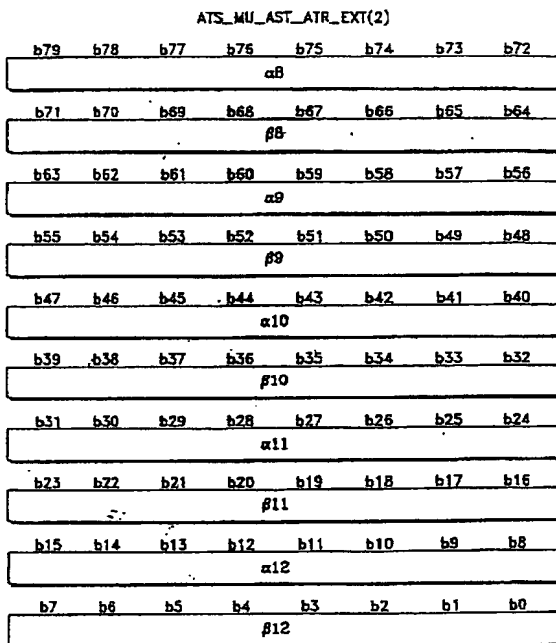 ATS_MU_AST_ATR_EXT(2)
b79 b78 b77 b76 b75 b74 b73 b72
α8
b71 b70 b69 b68 b67 b66 b65 b64
β8
b63 b62 b61 b60 b59 b58 b57 b56
α9
b55 b54 b53 b52 b51 b50 b49 b48
β9
b47 b46 b45 b44 b43 b42 b41 b40
α10
b39 b38 b37 b36 b35 b34 b33 b32
β10
b31 b30 b29 b28 b27 b26 b25 b24
α11
b23 b22 b21 b20 b19 b18 b17 b16
β11
b15 b14 b13 b12 b11 b10 b9 b8
α12
b7 b6 b5 b4 b3 b2 b1 b0
β12